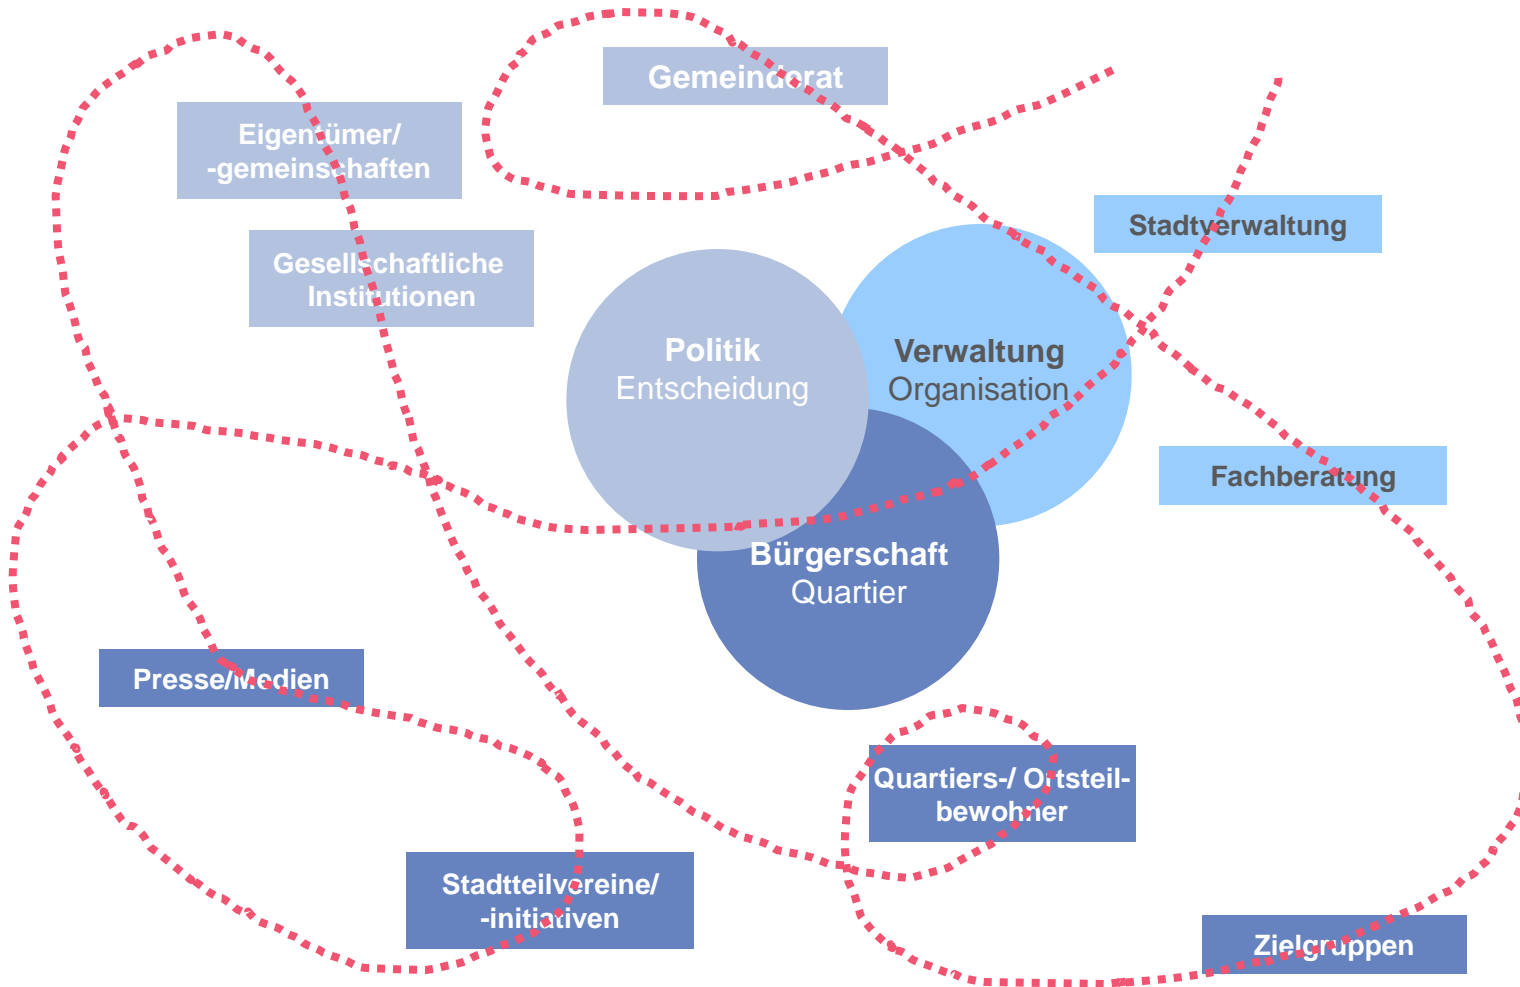 Gemeinderat
Eigentümer/
-gemeinschaften
Stadtverwaltung
Gesellschaftliche
Institutionen
Politik
Entscheidung
Verwaltung
Organisation
Fachberatung
Bürgerschaft
Quartier
Presse/Medien
Quartiers-/ Ortsteil-
bewohner
Stadtteilvereine/
-initiativen
Zielgruppen